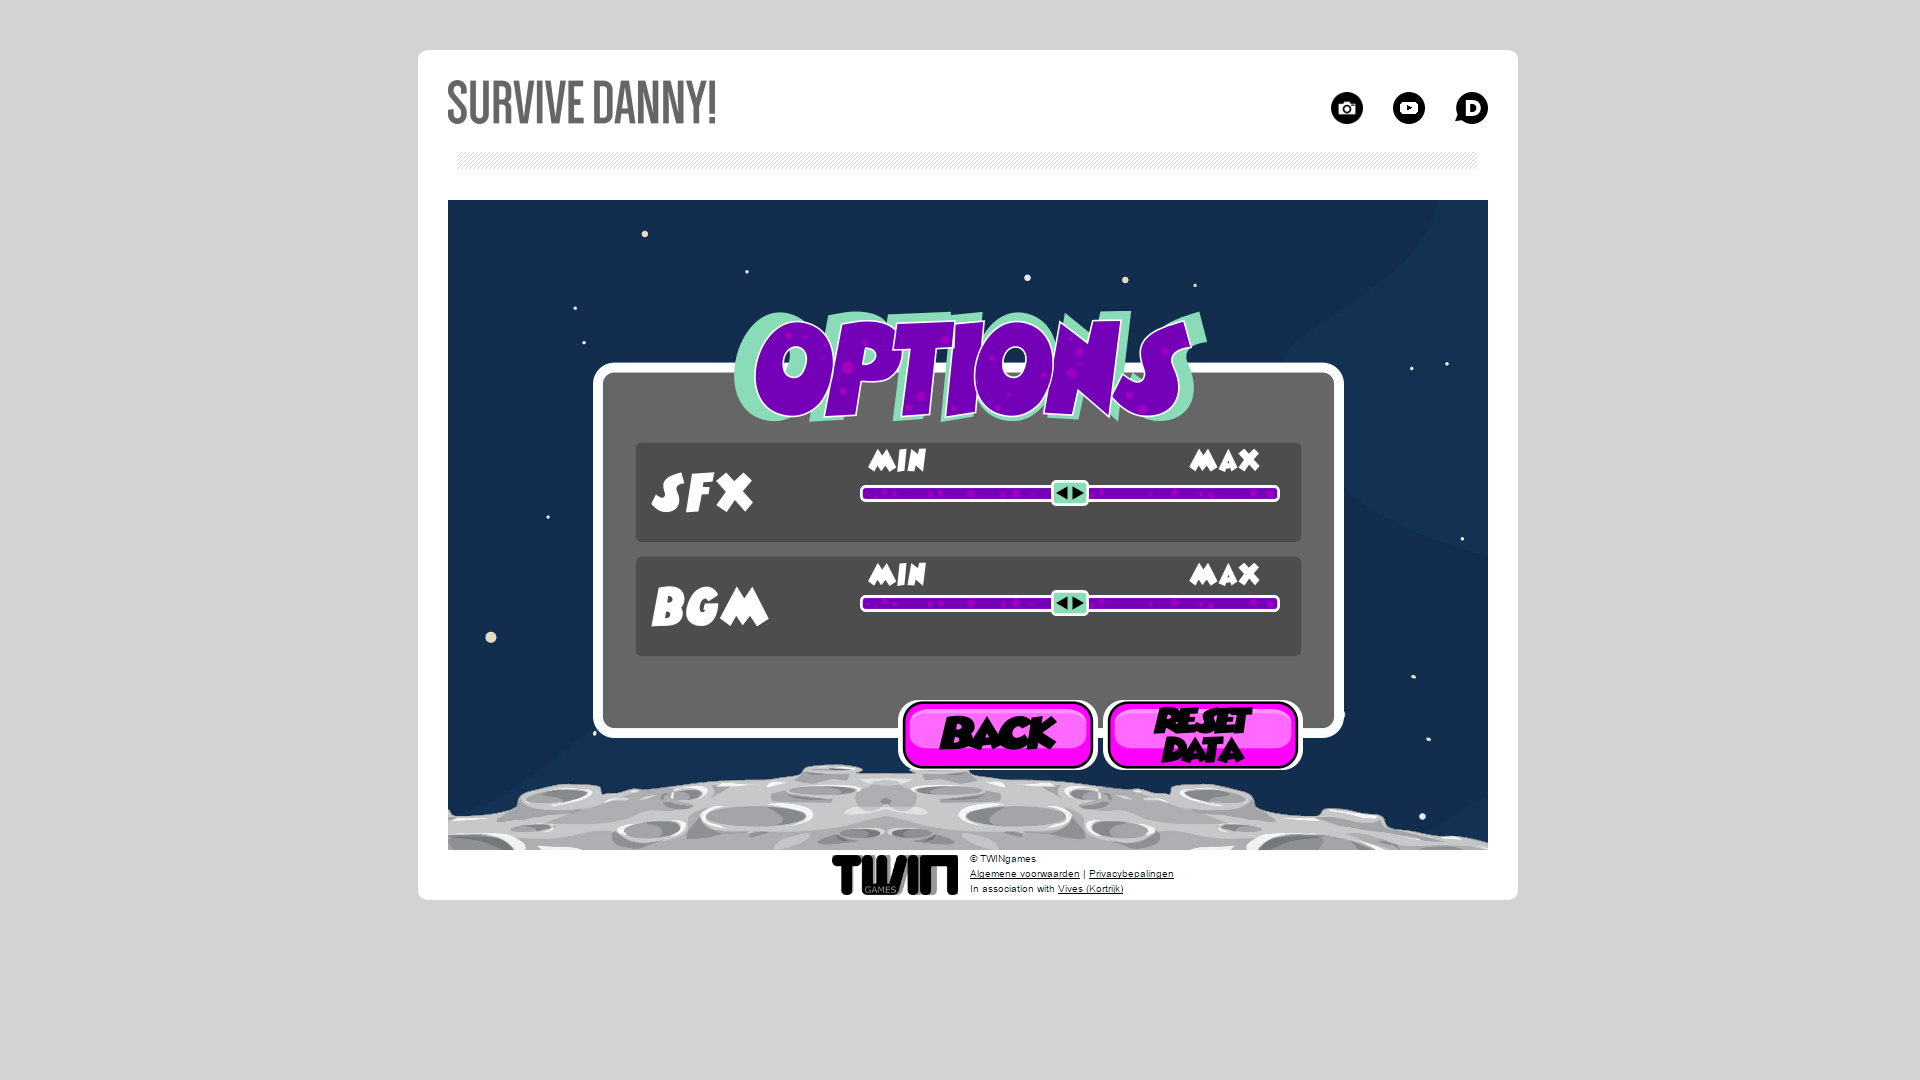 SURVIVE DANNY!
D
OPTIONS
MIN MAX
SFX
MIN MAX
BGM
BACK
RESET
DATA
TWIN
GAMES
© TWINgames
Algemene voorwaarden | Privacybepalingen
In association with Vives (Kortrijk)